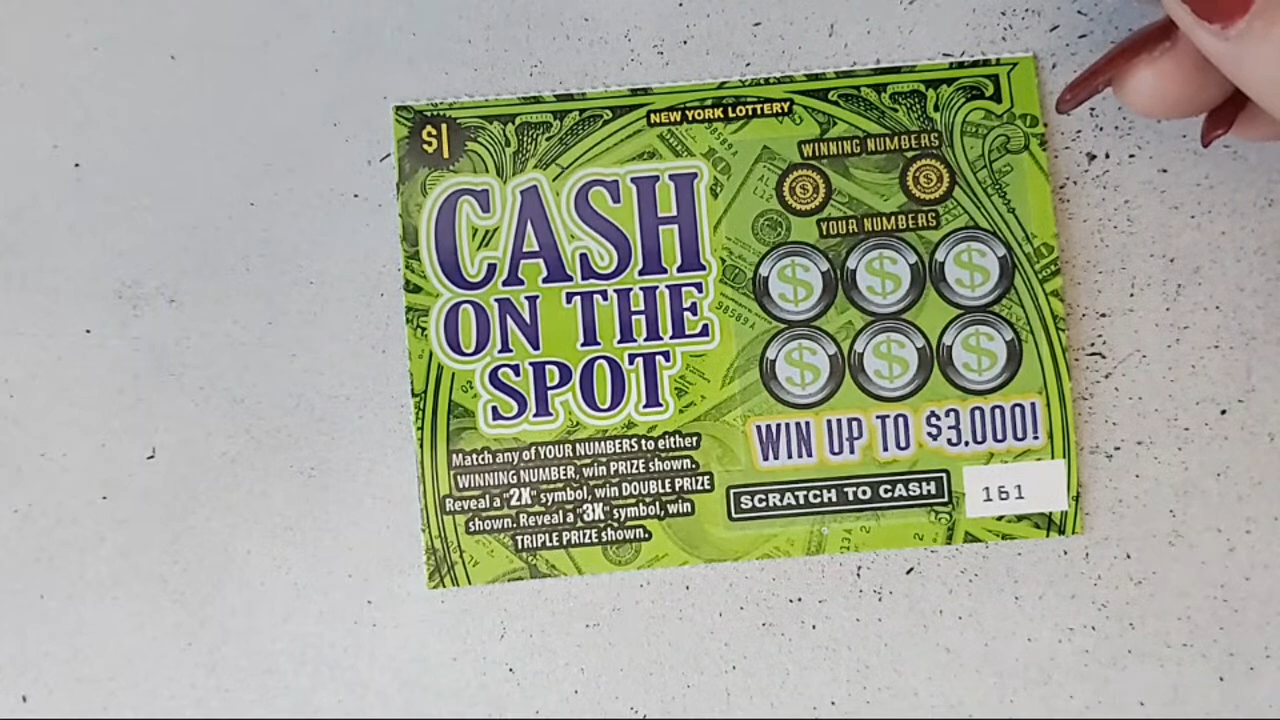 NEW YORK LOTTERY
$1
CASH
ON THE
SPOT
Match any of YOUR NUMBERS to either
WINNING NUMBER, win PRIZE shown.
Reveal a "2X" symbol, win DOUBLE PRIZE
shown. Reveal a "3X" symbol, win
TRIPLE PRIZE shown.
WINNING NUMBERS
$ $
YOUR NUMBERS
$ $ $
$ $ $
WIN UP TO $3,000!
SCRATCH TO CASH
161
98589A
98589A